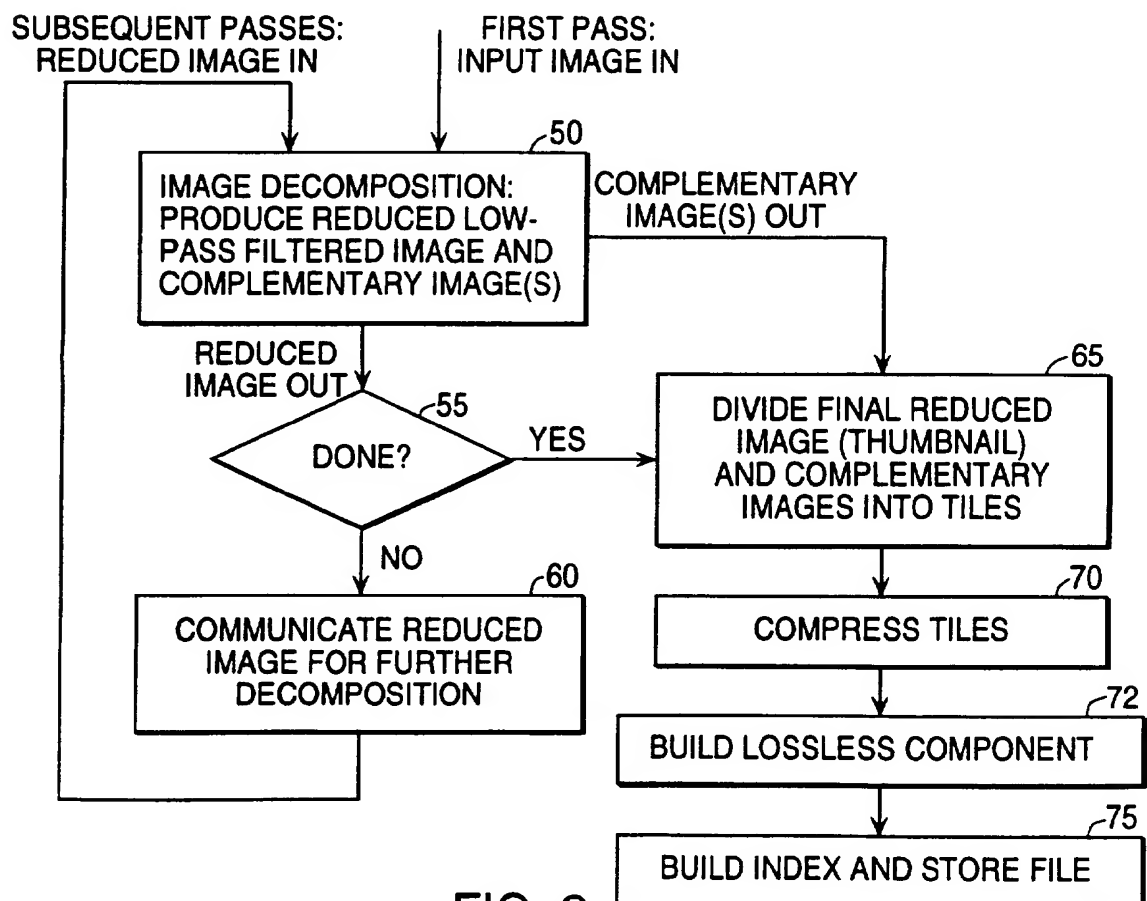 SUBSEQUENT PASSES:
REDUCED IMAGE IN
FIRST PASS:
INPUT IMAGE IN
50
IMAGE DECOMPOSITION:
PRODUCE REDUCED LOW-
PASS FILTERED IMAGE AND
COMPLEMENTARY IMAGE(S)
COMPLEMENTARY
IMAGE(S) OUT
REDUCED
IMAGE OUT
55
DONE?
YES
65
DIVIDE FINAL REDUCED
IMAGE (THUMBNAIL)
AND COMPLEMENTARY
IMAGES INTO TILES
NO
60
COMMUNICATE REDUCED
IMAGE FOR FURTHER
DECOMPOSITION
70
COMPRESS TILES
72
BUILD LOSSLESS COMPONENT
75
BUILD INDEX AND STORE FILE